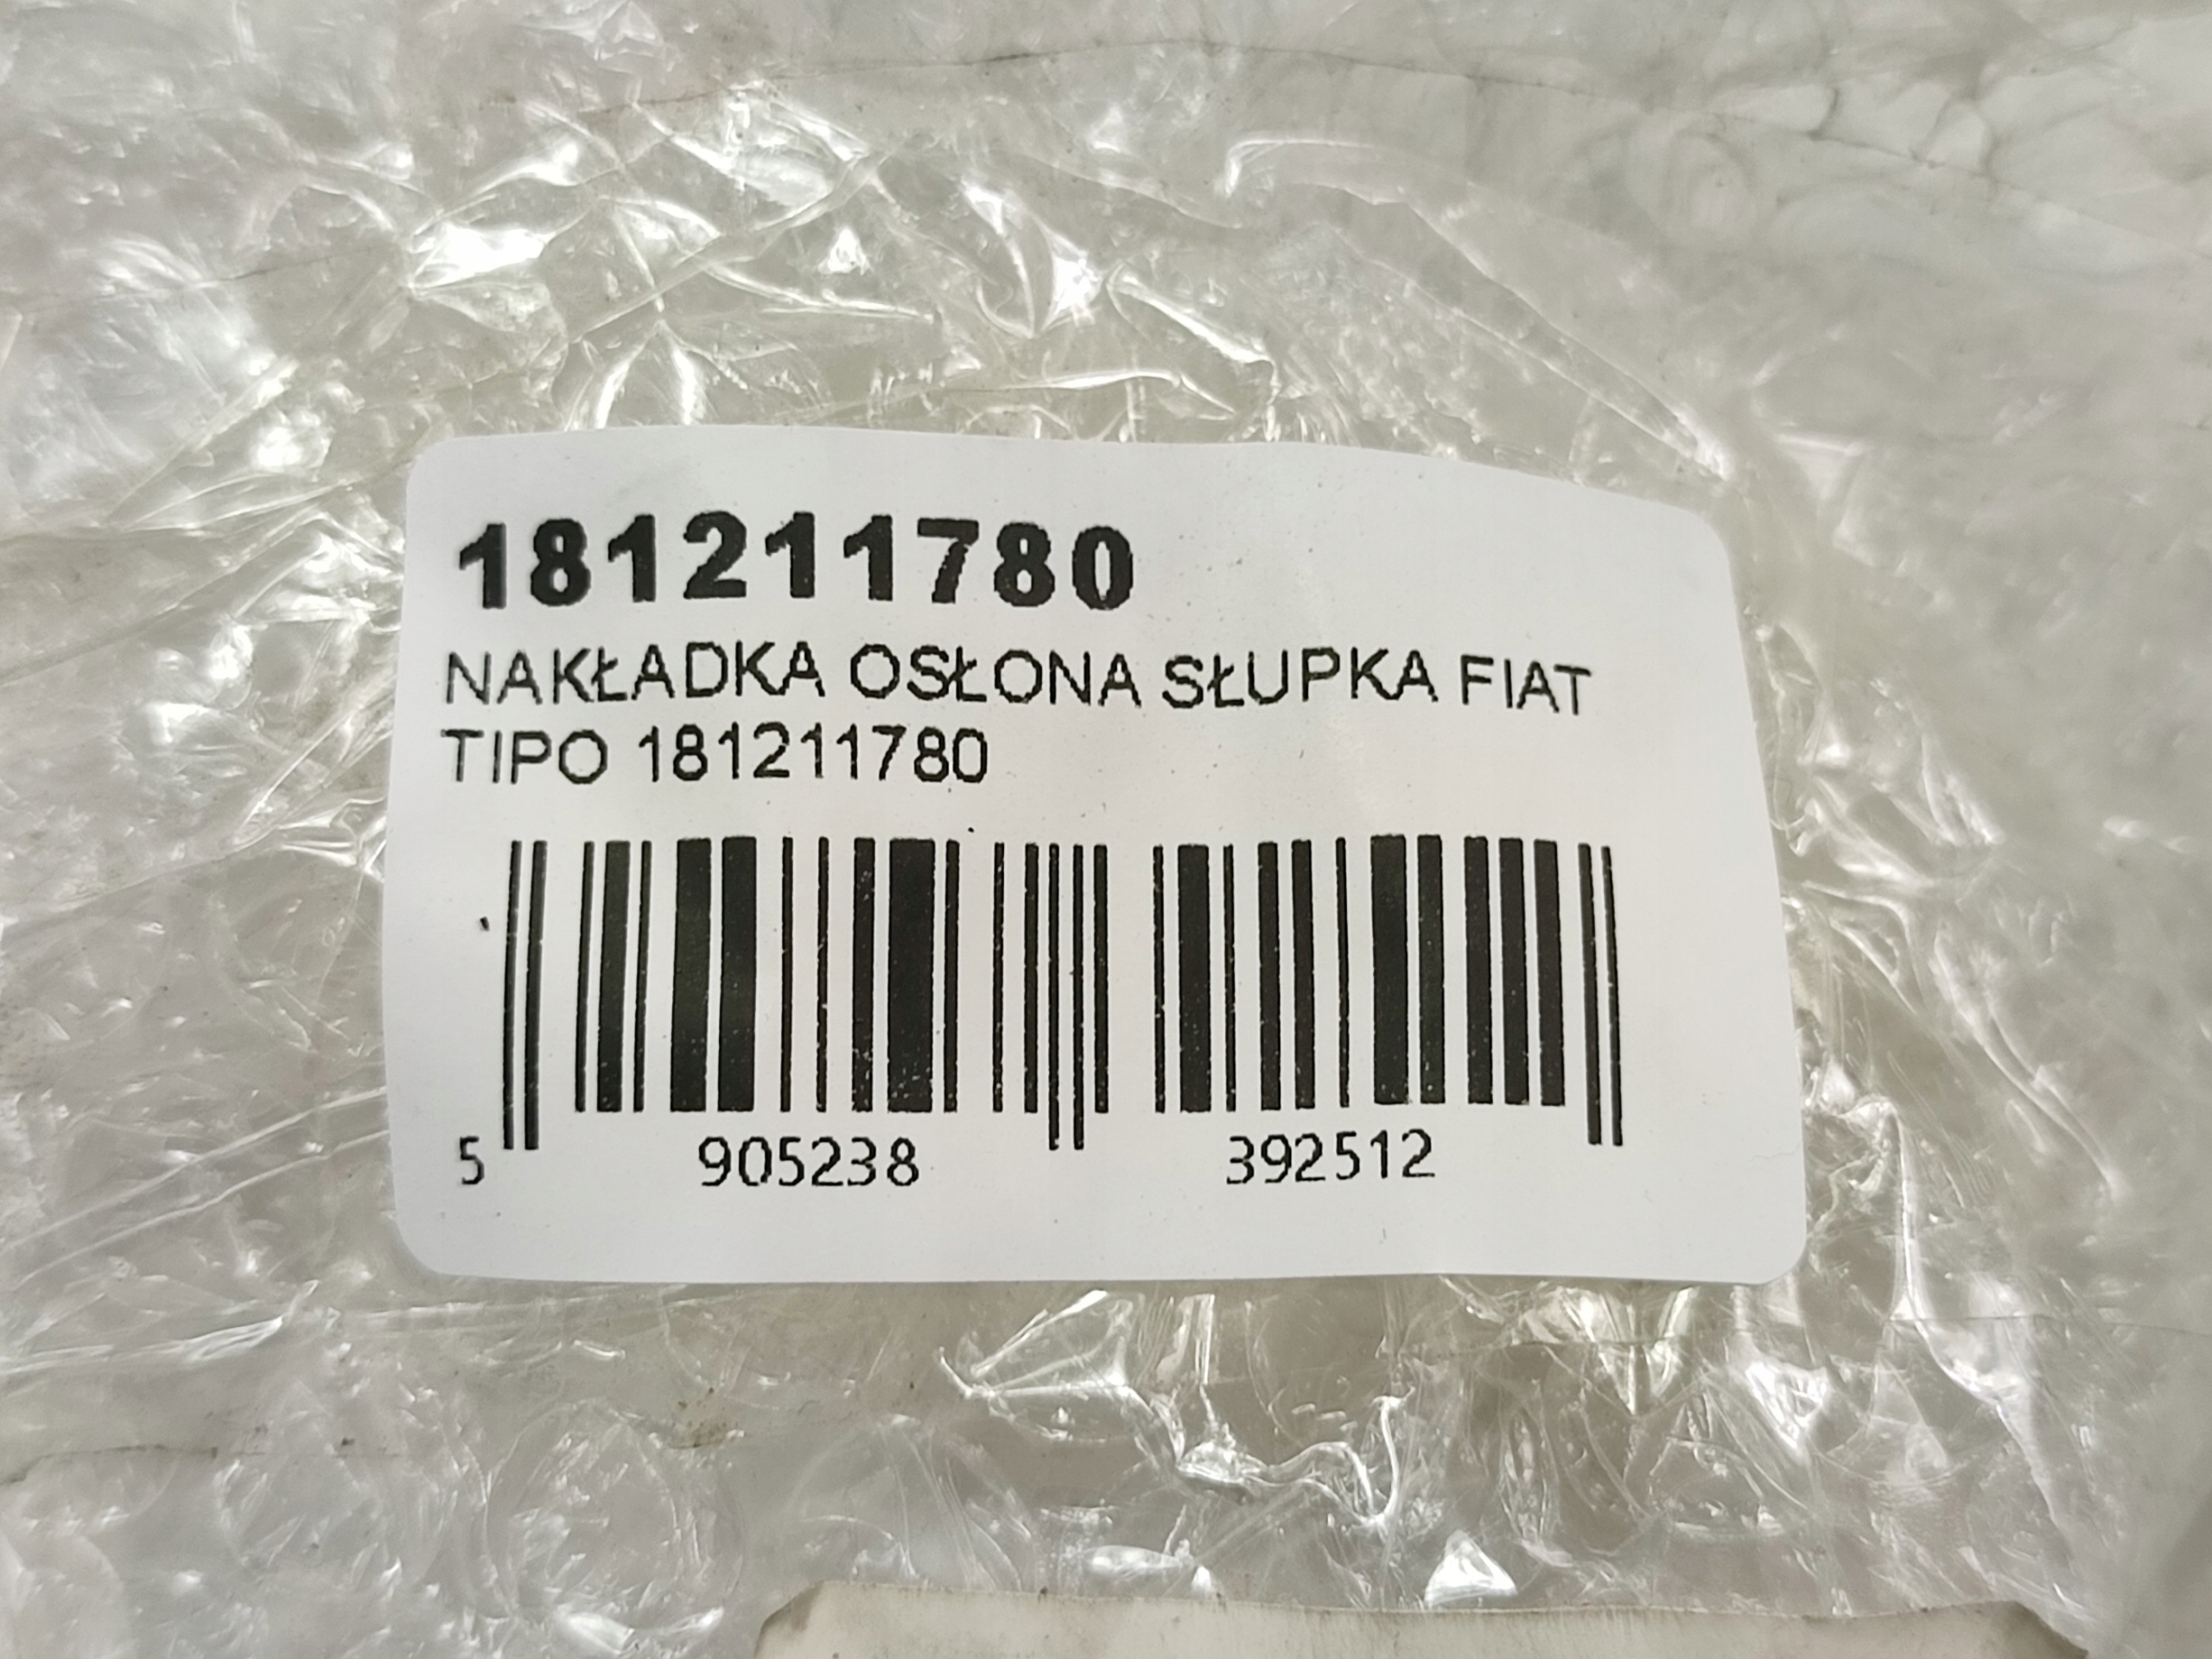 181211780
NAKŁADKA OSŁONA SŁUPKA FIAT
TIPO 181211780
5 905238 392512